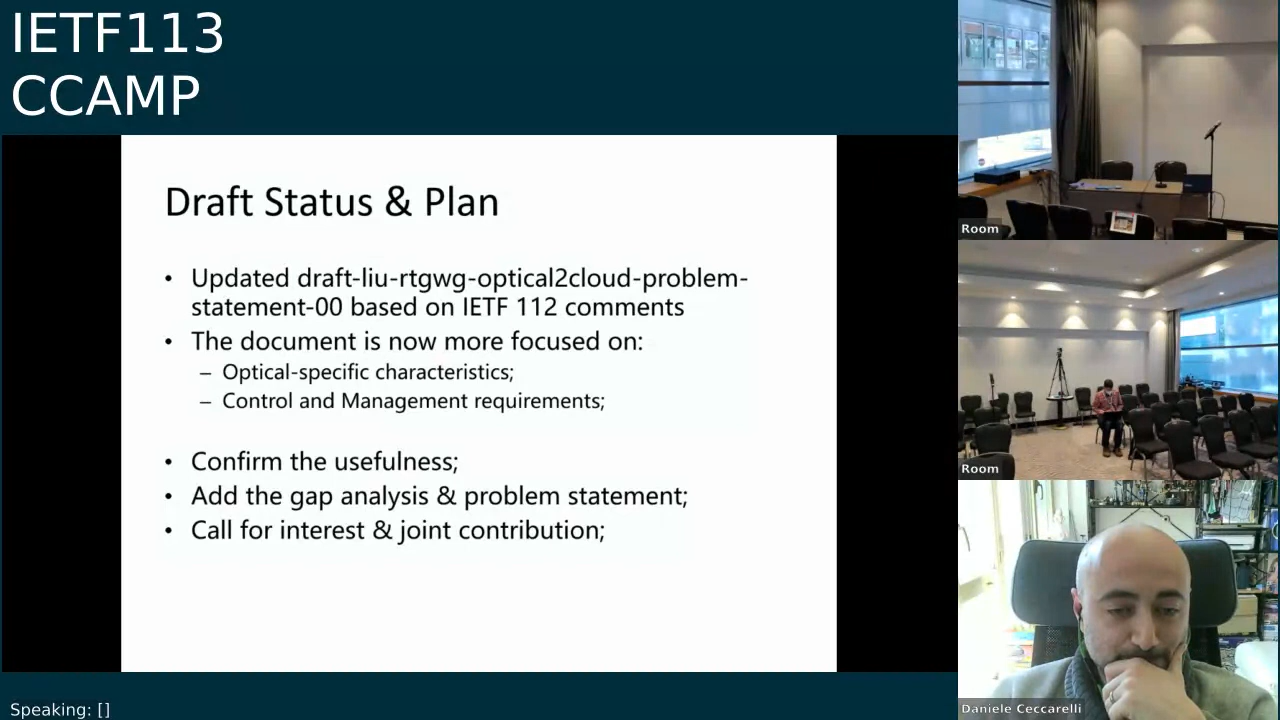 IETF113
CCAMP
Draft Status & Plan
• Updated draft-liu-rtgwg-optical2cloud-problem-
statement-00 based on IETF 112 comments
• The document is now more focused on:
– Optical-specific characteristics;
– Control and Management requirements;
• Confirm the usefulness;
• Add the gap analysis & problem statement;
• Call for interest & joint contribution;
Speaking: []
Room
Room
Daniele Ceccarelli